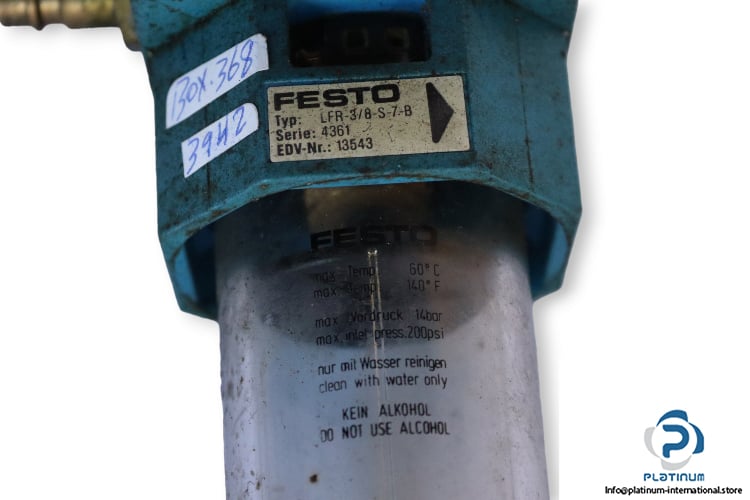 BOX.368
3942
FESTO
Typ: LFR-3/8-S-7-B
Serie: 4361
EDV-Nr.: 13543
FESTO
max. Temp. 60°C
max. Temp. 140°F
max. Vordruck 14bar
max. inlet press. 200psi
nur mit Wasser reinigen
clean with water only
KEIN ALKOHOL
DO NOT USE ALCOHOL
PLATINUM
Info@platinum-international.store